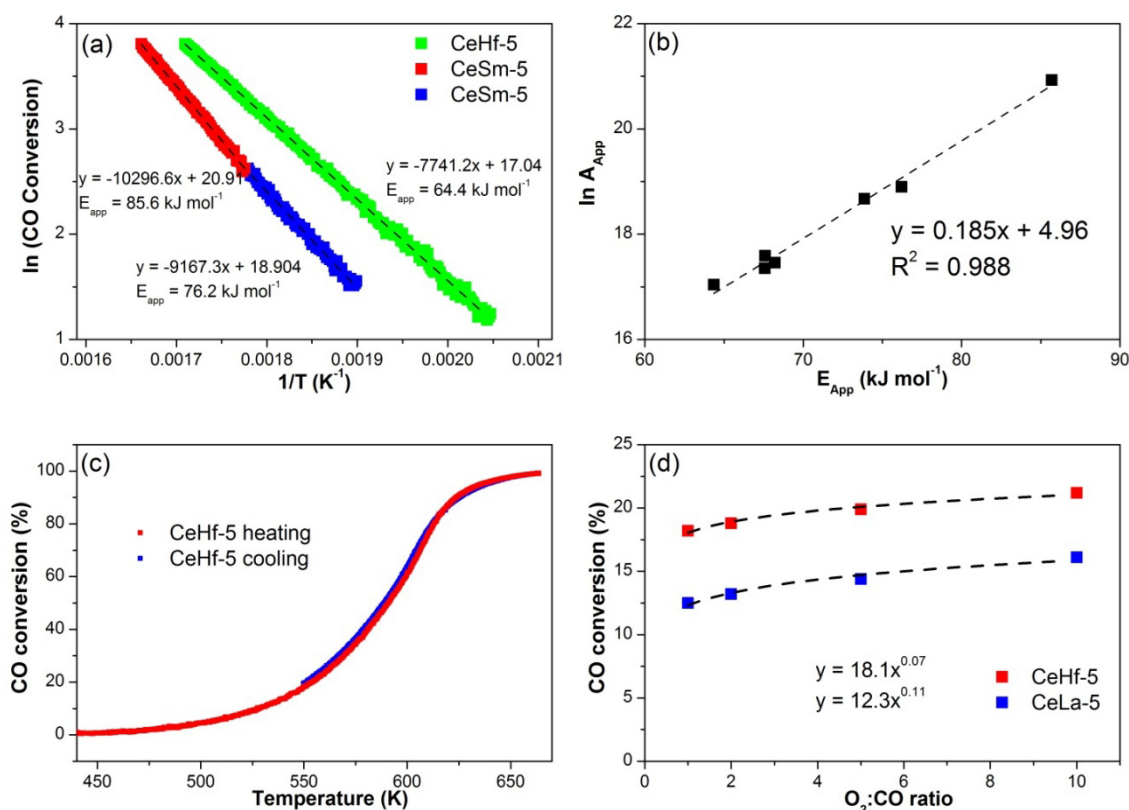 (a)
4
3
2
1
ln (CO Conversion)
CeHf-5
CeSm-5
CeSm-5
y = -10296.6x + 20.91
E_app = 85.6 kJ mol⁻¹
y = -7741.2x + 17.04
E_app = 64.4 kJ mol⁻¹
y = -9167.3x + 18.904
E_app = 76.2 kJ mol⁻¹
0.0016 0.0017 0.0018 0.0019 0.0020 0.0021
1/T (K⁻¹)
(b)
22
20
18
16
ln A_App
y = 0.185x + 4.96
R² = 0.988
60 70 80 90
E_App (kJ mol⁻¹)
(c)
100
80
60
40
20
0
CO conversion (%)
CeHf-5 heating
CeHf-5 cooling
450 500 550 600 650
Temperature (K)
(d)
25
20
15
10
5
0
CO conversion (%)
y = 18.1x^0.07
y = 12.3x^0.11
CeHf-5
CeLa-5
0 2 4 6 8 10
O₂:CO ratio